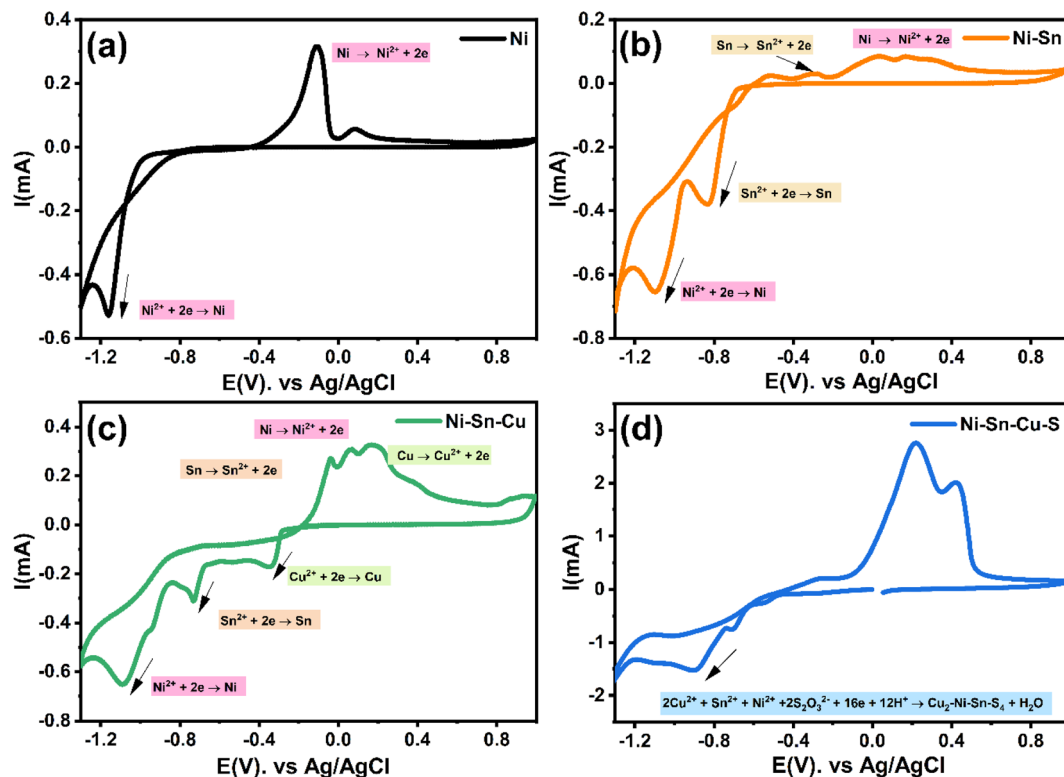 (a)
Ni
Ni → Ni²⁺ + 2e
Ni²⁺ + 2e → Ni
0.4
0.2
0.0
-0.2
-0.4
-0.6
I(mA)
-1.2 -0.8 -0.4 0.0 0.4 0.8
E(V). vs Ag/AgCl
(b)
Ni-Sn
Sn → Sn²⁺ + 2e
Ni → Ni²⁺ + 2e
Sn²⁺ + 2e → Sn
Ni²⁺ + 2e → Ni
0.2
0.0
-0.2
-0.4
-0.6
-0.8
I(mA)
-1.2 -0.8 -0.4 0.0 0.4 0.8
E(V). vs Ag/AgCl
(c)
Ni-Sn-Cu
Ni → Ni²⁺ + 2e
Cu → Cu²⁺ + 2e
Sn → Sn²⁺ + 2e
Cu²⁺ + 2e → Cu
Sn²⁺ + 2e → Sn
Ni²⁺ + 2e → Ni
0.4
0.2
0.0
-0.2
-0.4
-0.6
-0.8
I(mA)
-1.2 -0.8 -0.4 0.0 0.4 0.8
E(V). vs Ag/AgCl
(d)
Ni-Sn-Cu-S
2Cu²⁺ + Sn²⁺ + Ni²⁺ +2S₂O₃²⁻ + 16e + 12H⁺ → Cu₂-Ni-Sn-S₄ + H₂O
3
2
1
0
-1
-2
I(mA)
-1.2 -0.8 -0.4 0.0 0.4 0.8
E(V). vs Ag/AgCl